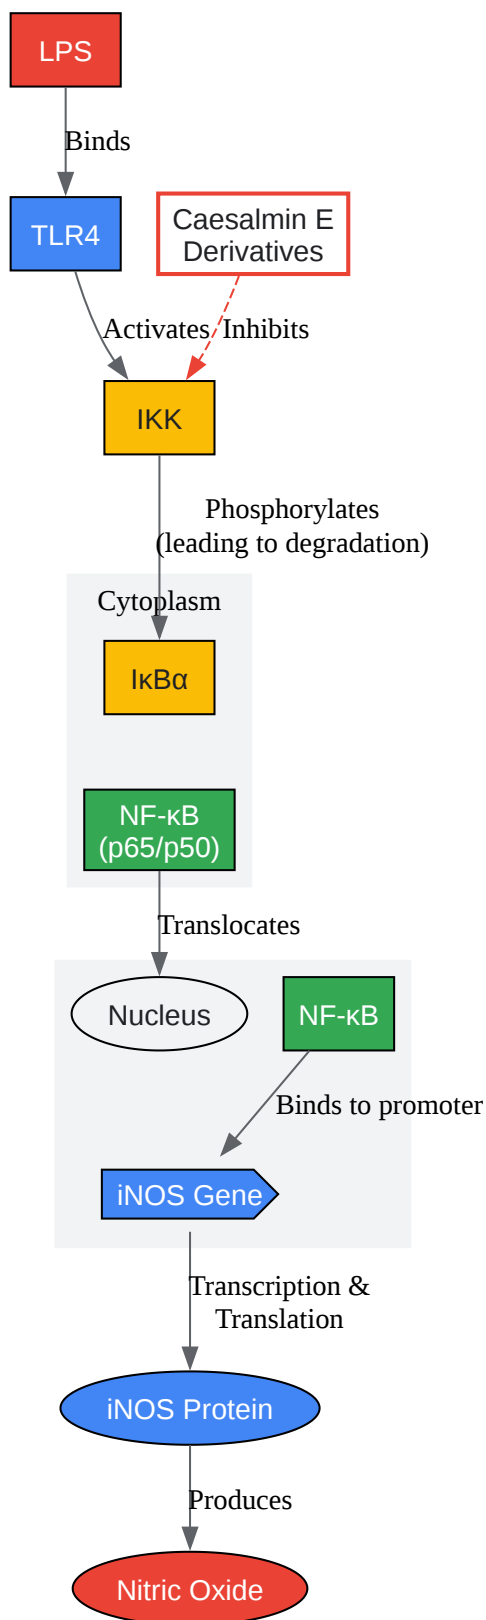 LPS
Binds
TLR4
Caesalmin E
Derivatives
Activates
Inhibits
IKK
Phosphorylates
(leading to degradation)
Cytoplasm
IκBα
NF-κB
(p65/p50)
Translocates
Nucleus
NF-κB
Binds to promoter
iNOS Gene
Transcription &
Translation
iNOS Protein
Produces
Nitric Oxide